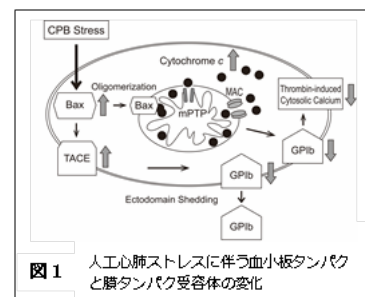 CPB Stress
Cytochrome c
Oligomerization
MAC
Thrombin-induced
Cytosolic Calcium
Bax
Bax
mPTP
TACE
GPIb
GPIb
Ectodomain Shedding
GPIb
図1 人工心肺ストレスに伴う血小板タンパク
と膜タンパク受容体の変化